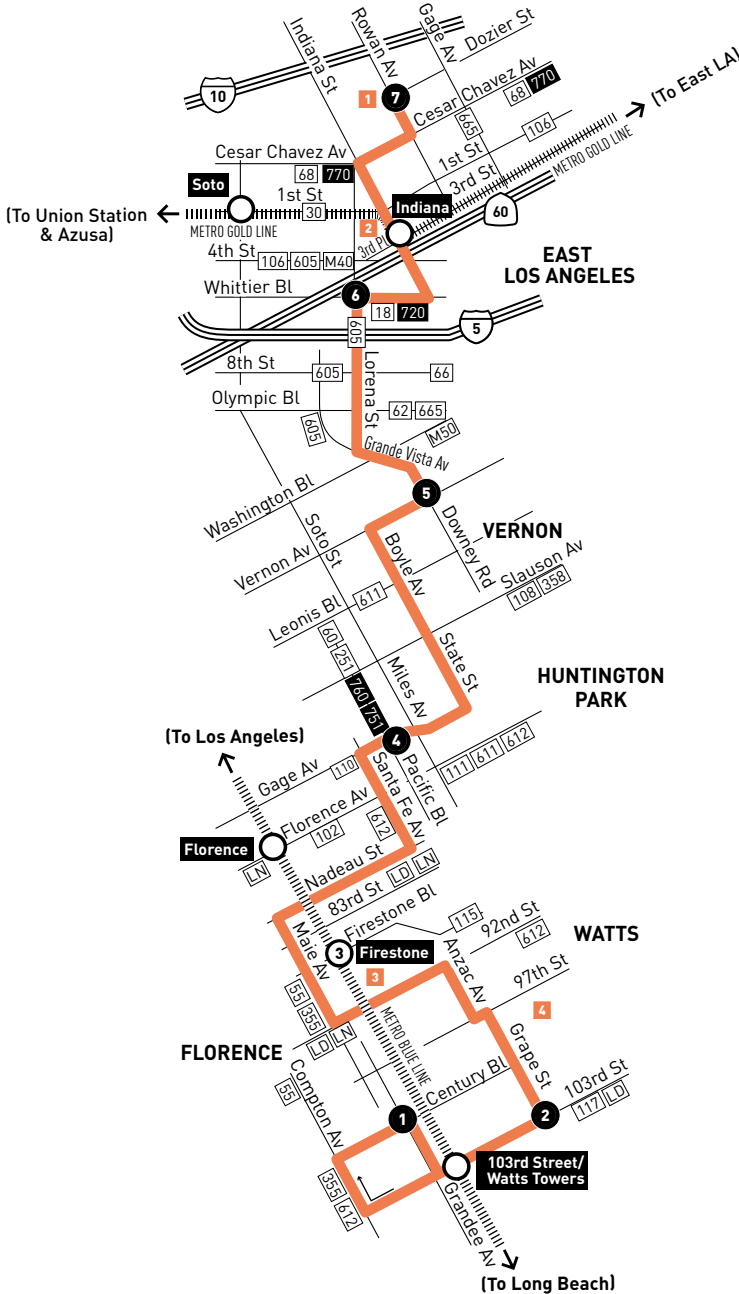 Indiana St
Rowan Av
Gage Av
Dozier St
10
1
7
Cesar Chavez Av
68 770
(To East LA)
665
106
Cesar Chavez Av
68 770
1st St
3rd St
METRO GOLD LINE
Soto
1st St
30
Indiana
60
(To Union Station
& Azusa)
METRO GOLD LINE
2
3rd Pl
4th St
106 605 M40
EAST
LOS ANGELES
Whittier Bl
6
18 720
5
605
8th St
605
66
Lorena St
Olympic Bl
62 665
605
M50
Grande Vista Av
Washington Bl
5
Soto St
Downey Rd
VERNON
Vernon Av
Boyle Av
Slauson Av
108 358
Leonis Bl
611
60 251
760 751
Miles Av
State St
HUNTINGTON
PARK
(To Los Angeles)
4
Gage Av
110
Santa Fe Av
Pacific Bl
111 611 612
Florence Av
102
612
Florence
LN
Nadeau St
83rd St
LD LN
Firestone Bl
115
92nd St
612
WATTS
Maie Av
3
Firestone
3
Anzac Av
97th St
4
55 355
LD LN
METRO BLUE LINE
FLORENCE
Compton Av
55
Century Bl
Grape St
103rd St
117 LD
1
2
355 612
103rd Street/
Watts Towers
Grandee Av
(To Long Beach)